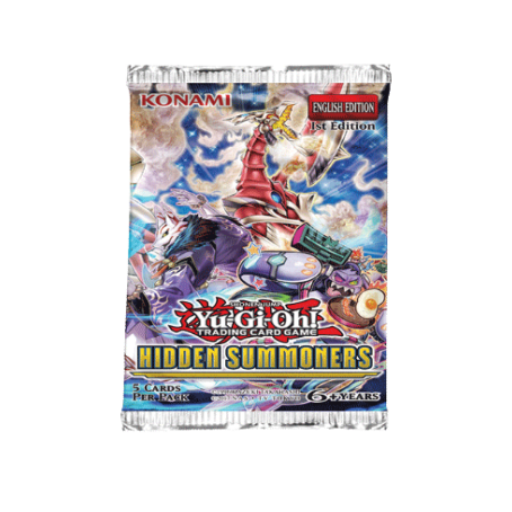 KONAMI
ENGLISH EDITION
1st Edition
Yu-Gi-Oh!
TRADING CARD GAME
HIDDEN SUMMONERS
5 CARDS
PER PACK
6+YEARS